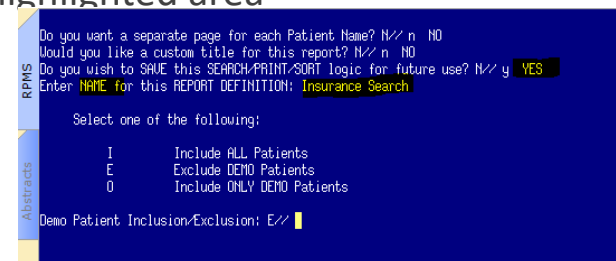 highlighted area
RPMS
Abstracts
Do you want a separate page for each Patient Name? N// n  NO
Would you like a custom title for this report? N// n  NO
Do you wish to SAVE this SEARCH/PRINT/SORT logic for future use? N// y  YES
Enter NAME for this REPORT DEFINITION: Insurance Search
Select one of the following:
I    Include ALL Patients
E    Exclude DEMO Patients
O    Include ONLY DEMO Patients
Demo Patient Inclusion/Exclusion: E//